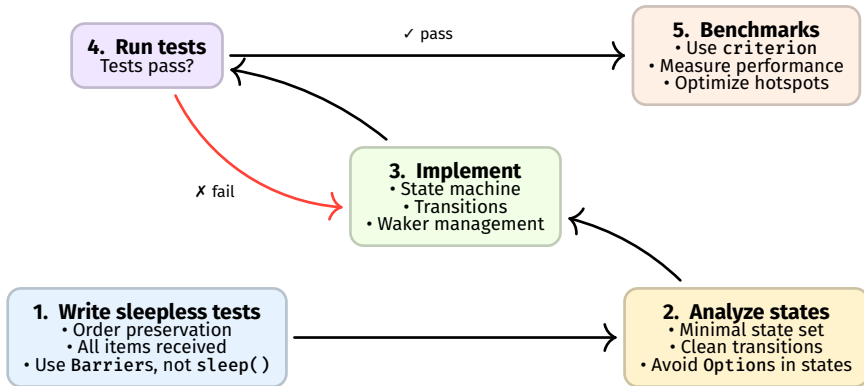 4. Run tests
Tests pass?
✓ pass
5. Benchmarks
• Use criterion
• Measure performance
• Optimize hotspots
3. Implement
• State machine
• Transitions
• Waker management
✗ fail
1. Write sleepless tests
• Order preservation
• All items received
• Use Barriers, not sleep()
2. Analyze states
• Minimal state set
• Clean transitions
• Avoid Options in states